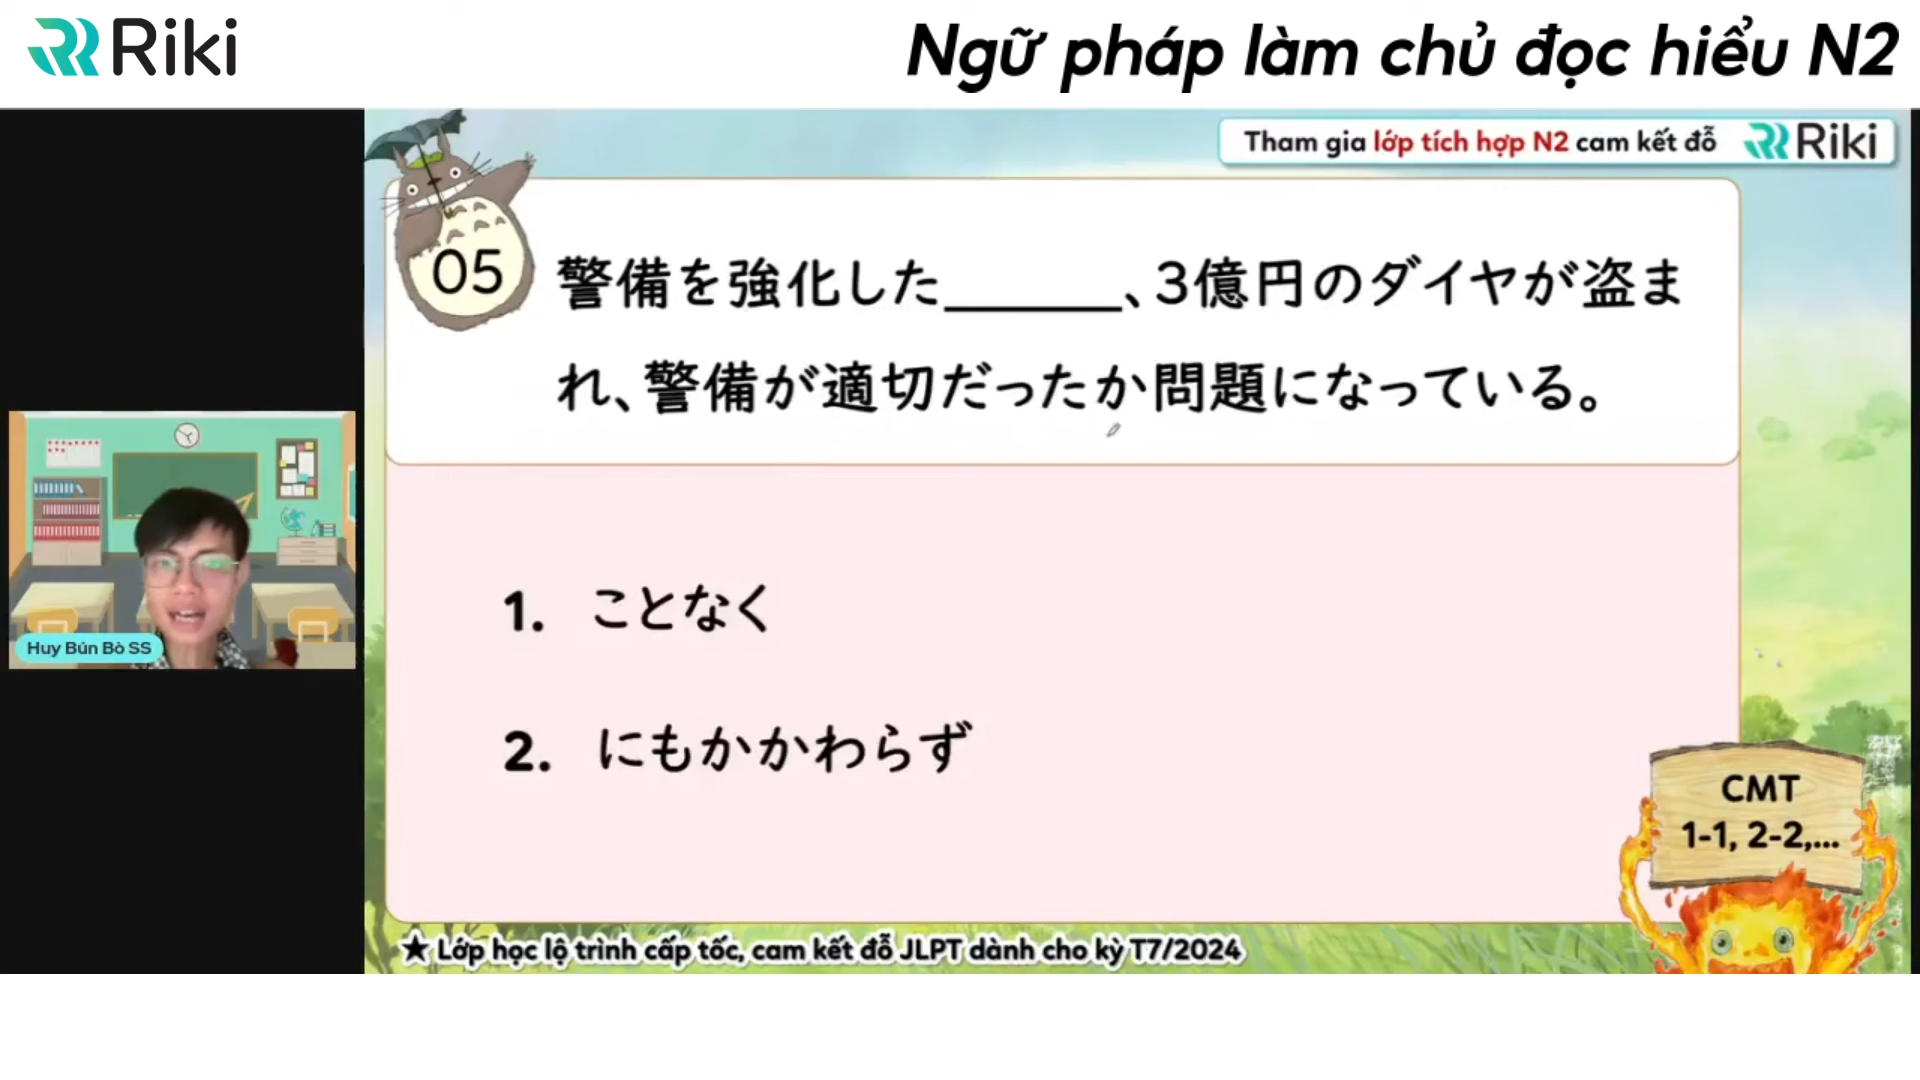 Riki
Ngữ pháp làm chủ đọc hiểu N2
Tham gia lớp tích hợp N2 cam kết đỗ Riki
05
警備を強化した______、3億円のダイヤが盗ま
れ、警備が適切だったか問題になっている。
1. ことなく
2. にもかかわらず
Huy Bún Bò SS
CMT
1-1, 2-2,...
★ Lớp học lộ trình cấp tốc, cam kết đỗ JLPT dành cho kỳ T7/2024